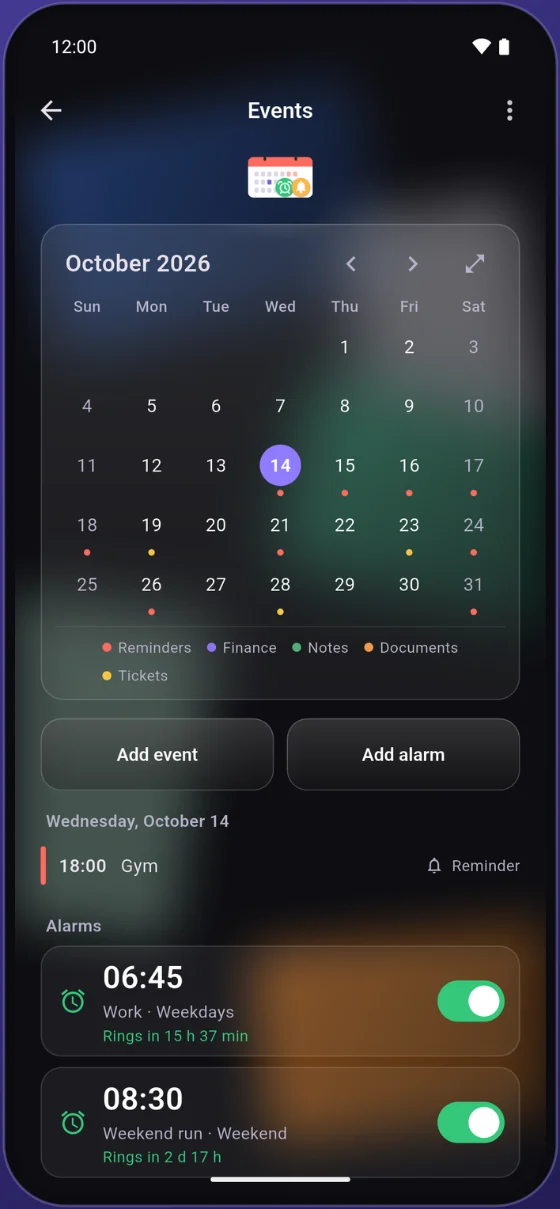 12:00
Events
October 2026
Sun Mon Tue Wed Thu Fri Sat
1 2 3
4 5 6 7 8 9 10
11 12 13 14 15 16 17
18 19 20 21 22 23 24
25 26 27 28 29 30 31
Reminders Finance Notes Documents
Tickets
Add event Add alarm
Wednesday, October 14
18:00 Gym Reminder
Alarms
06:45
Work · Weekdays
Rings in 15 h 37 min
08:30
Weekend run · Weekend
Rings in 2 d 17 h